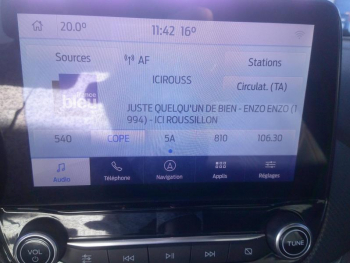 20.0° 11:42 16°
Sources AF Stations
ICIROUSS
Circulat. (TA)
bleu
JUSTE QUELQU'UN DE BIEN - ENZO ENZO (1
994) - ICI ROUSSILLON
540 COPE 5A 810 106.30
Audio Téléphone Navigation Applis Réglages
VOL TUNE